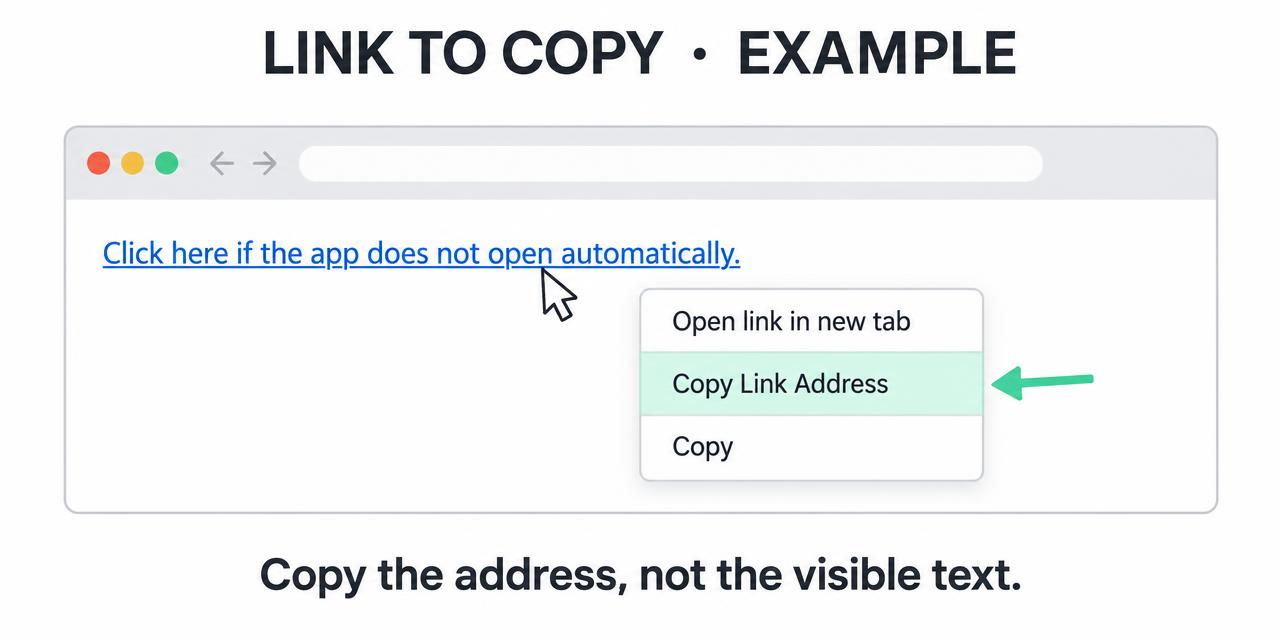 LINK TO COPY • EXAMPLE
Click here if the app does not open automatically.
Open link in new tab
Copy Link Address
Copy
Copy the address, not the visible text.